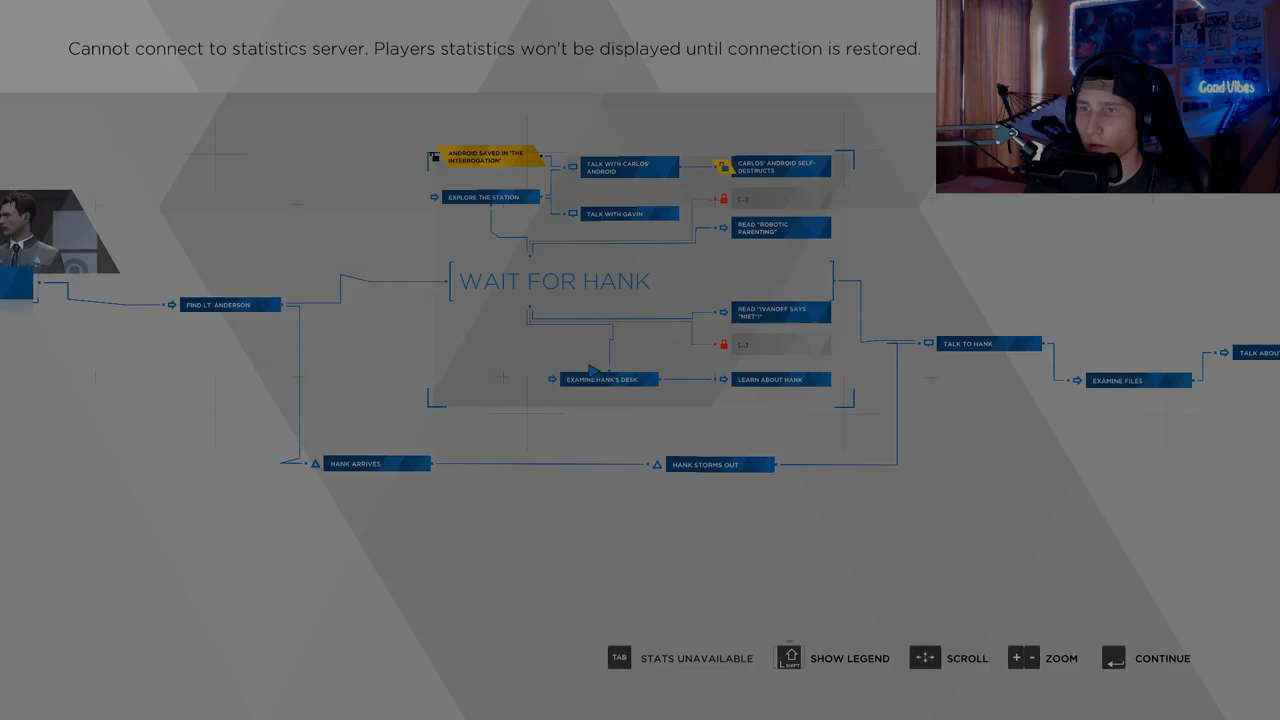 Cannot connect to statistics server. Players statistics won't be displayed until connection is restored.
Good Vibes
ANDROID SAVED IN 'THE
INTERROGATION'
TALK WITH CARLOS'
ANDROID
CARLOS' ANDROID SELF-
DESTRUCTS
EXPLORE THE STATION
[...]
TALK WITH GAVIN
READ "ROBOTIC
PARENTING"
WAIT FOR HANK
FIND LT. ANDERSON
READ "IVANOFF SAYS
"NIET"!"
[...]
TALK TO HANK
TALK ABOU
EXAMINE HANK'S DESK
LEARN ABOUT HANK
EXAMINE FILES
HANK ARRIVES
HANK STORMS OUT
TAB
STATS UNAVAILABLE
L SHIFT
SHOW LEGEND
SCROLL
+ -
ZOOM
CONTINUE